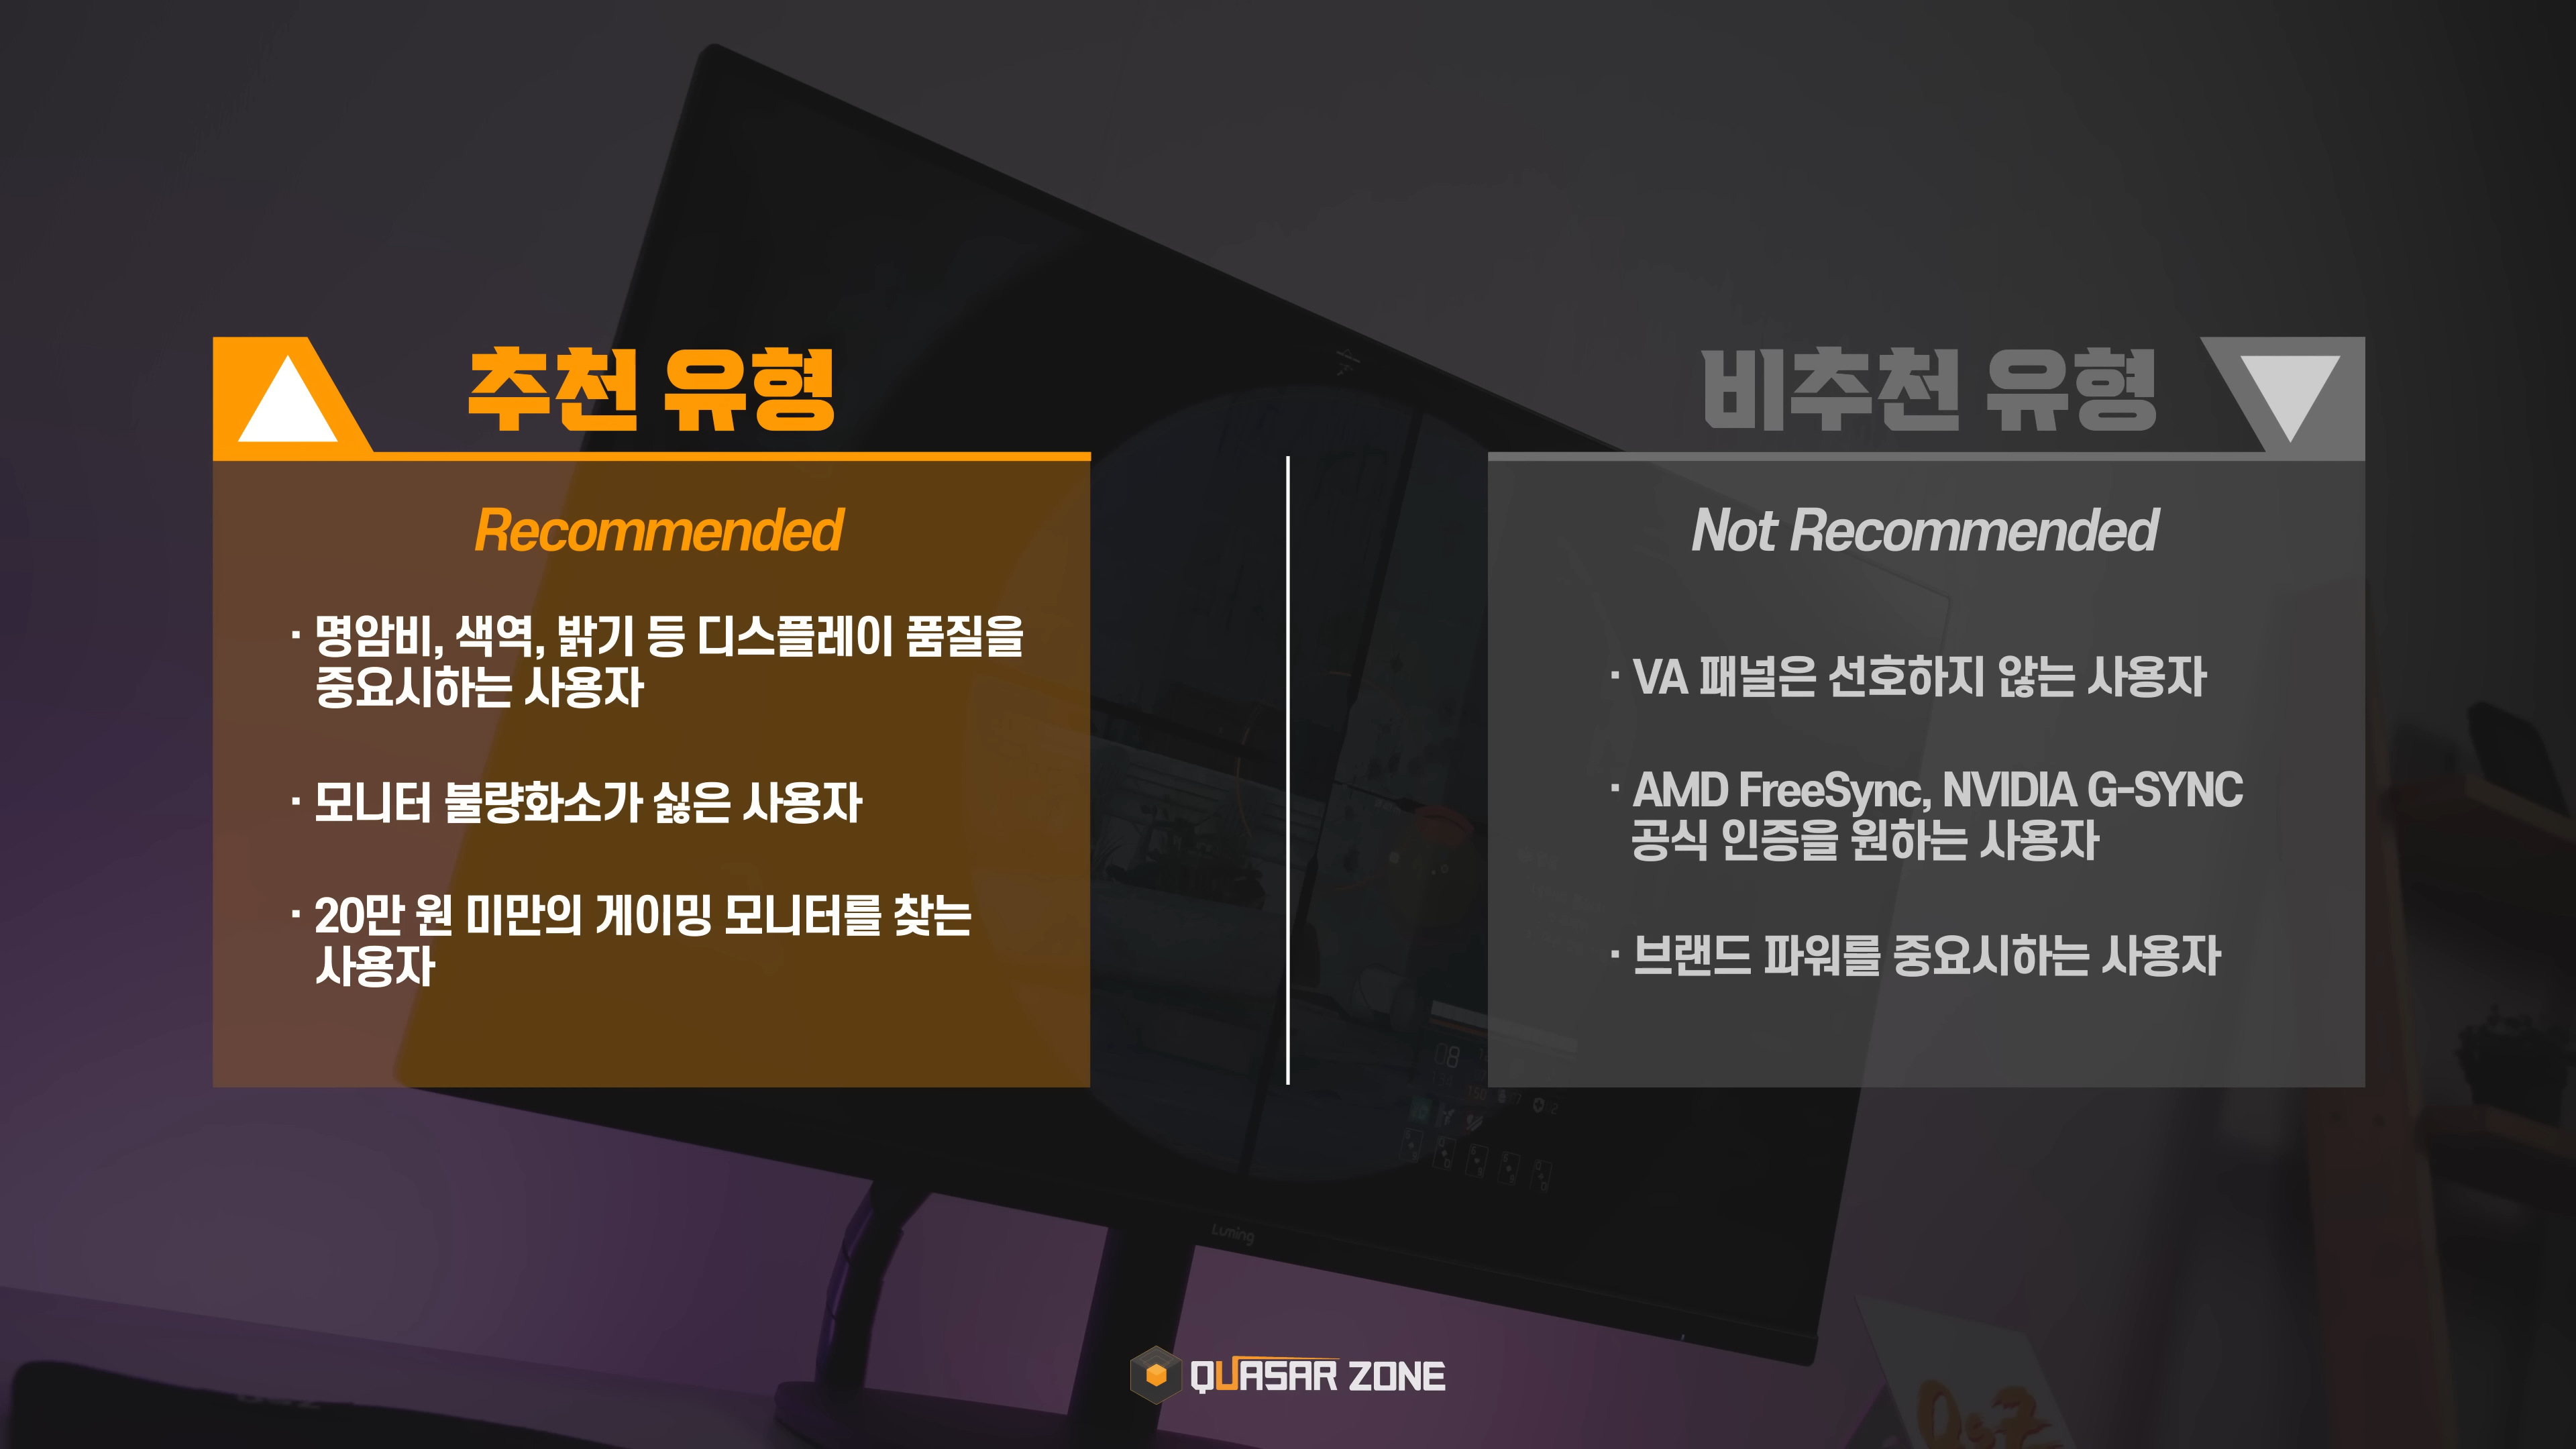 추천 유형
Recommended
· 명암비, 색역, 밝기 등 디스플레이 품질을
중요시하는 사용자
· 모니터 불량화소가 싫은 사용자
· 20만 원 미만의 게이밍 모니터를 찾는
사용자
비추천 유형
Not Recommended
· VA 패널은 선호하지 않는 사용자
· AMD FreeSync, NVIDIA G-SYNC
공식 인증을 원하는 사용자
· 브랜드 파워를 중요시하는 사용자
08
150
Luming
QUASAR ZONE